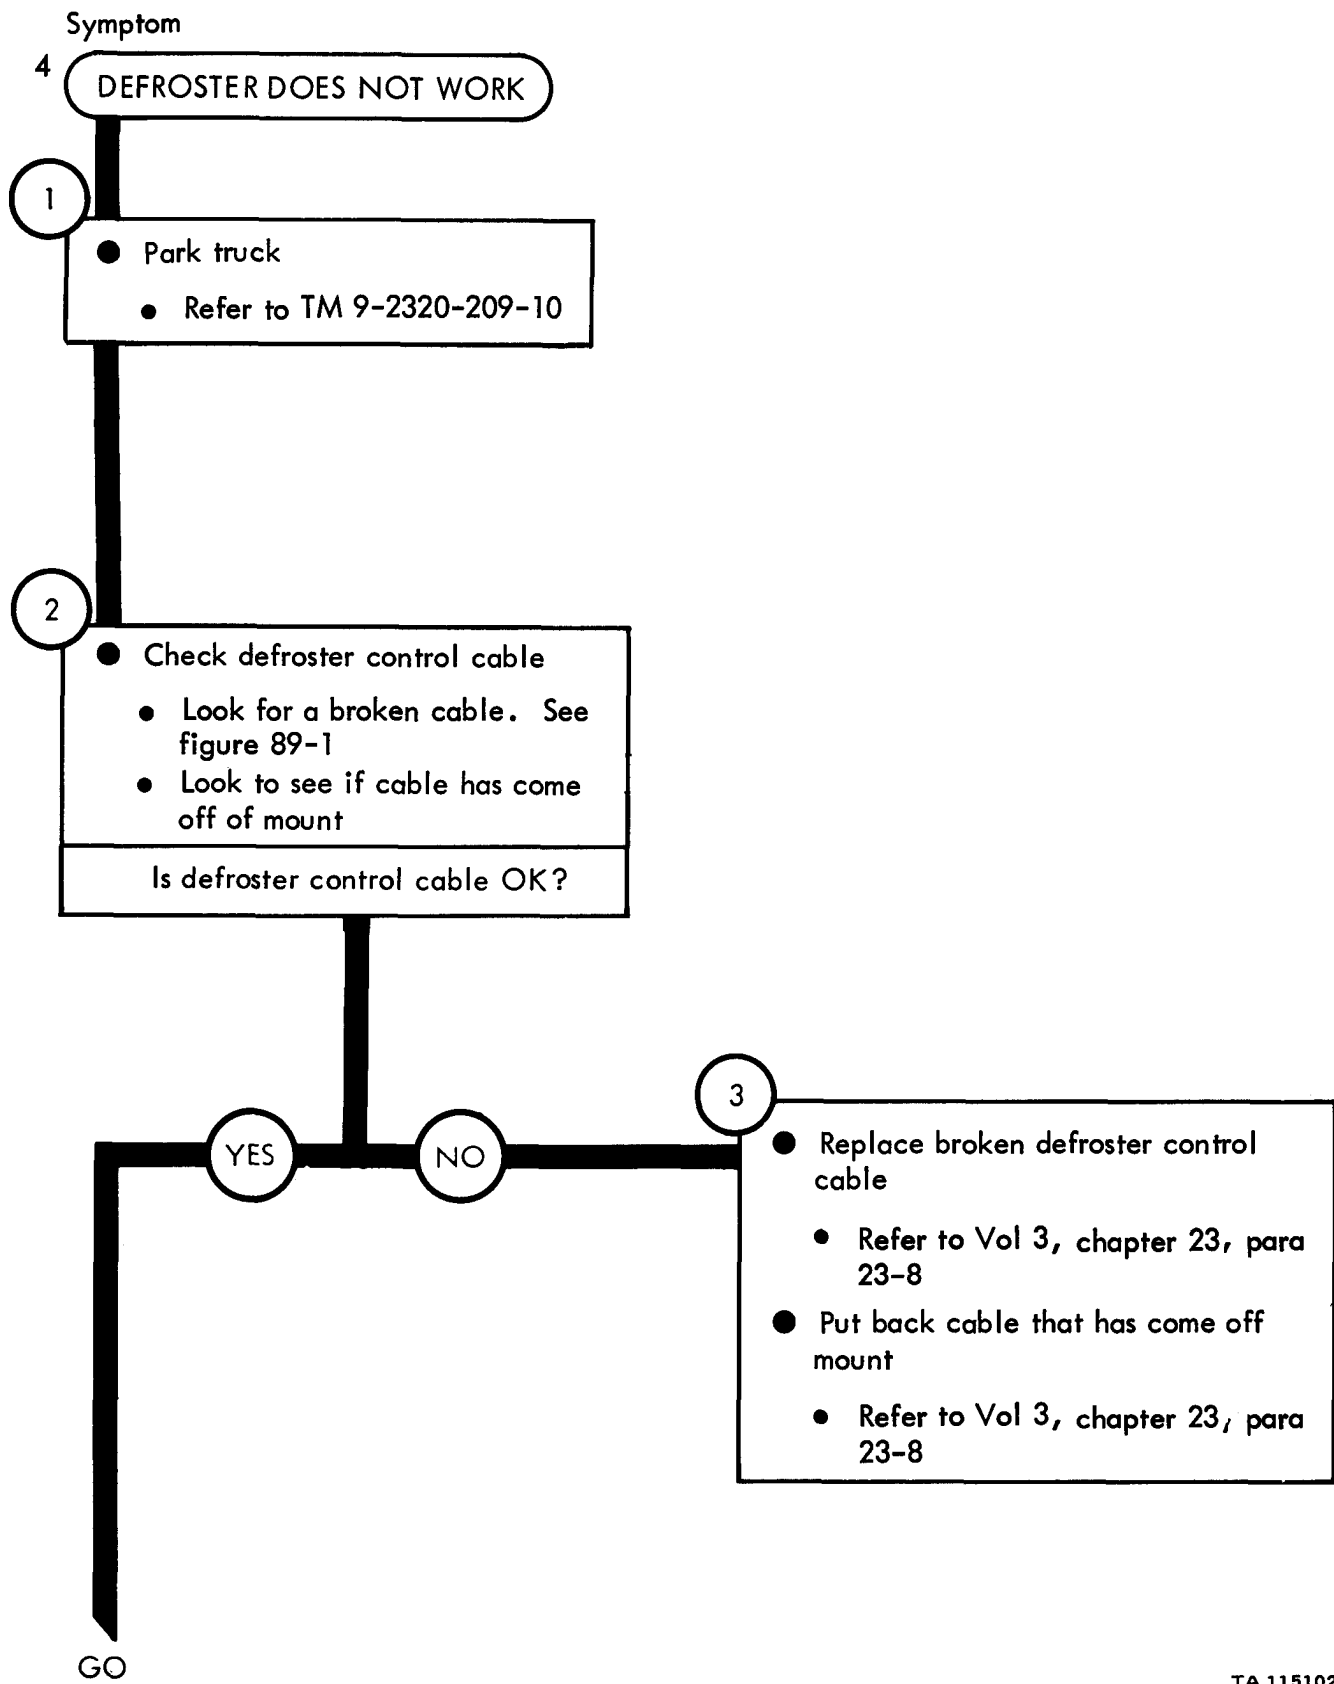 Symptom
4
DEFROSTER DOES NOT WORK
1
● Park truck
● Refer to TM 9-2320-209-10
2
● Check defroster control cable
● Look for a broken cable. See
figure 89-1
● Look to see if cable has come
off of mount
Is defroster control cable OK?
YES
NO
3
● Replace broken defroster control
cable
● Refer to Vol 3, chapter 23, para
23-8
● Put back cable that has come off
mount
● Refer to Vol 3, chapter 23, para
23-8
GO
TA 115102